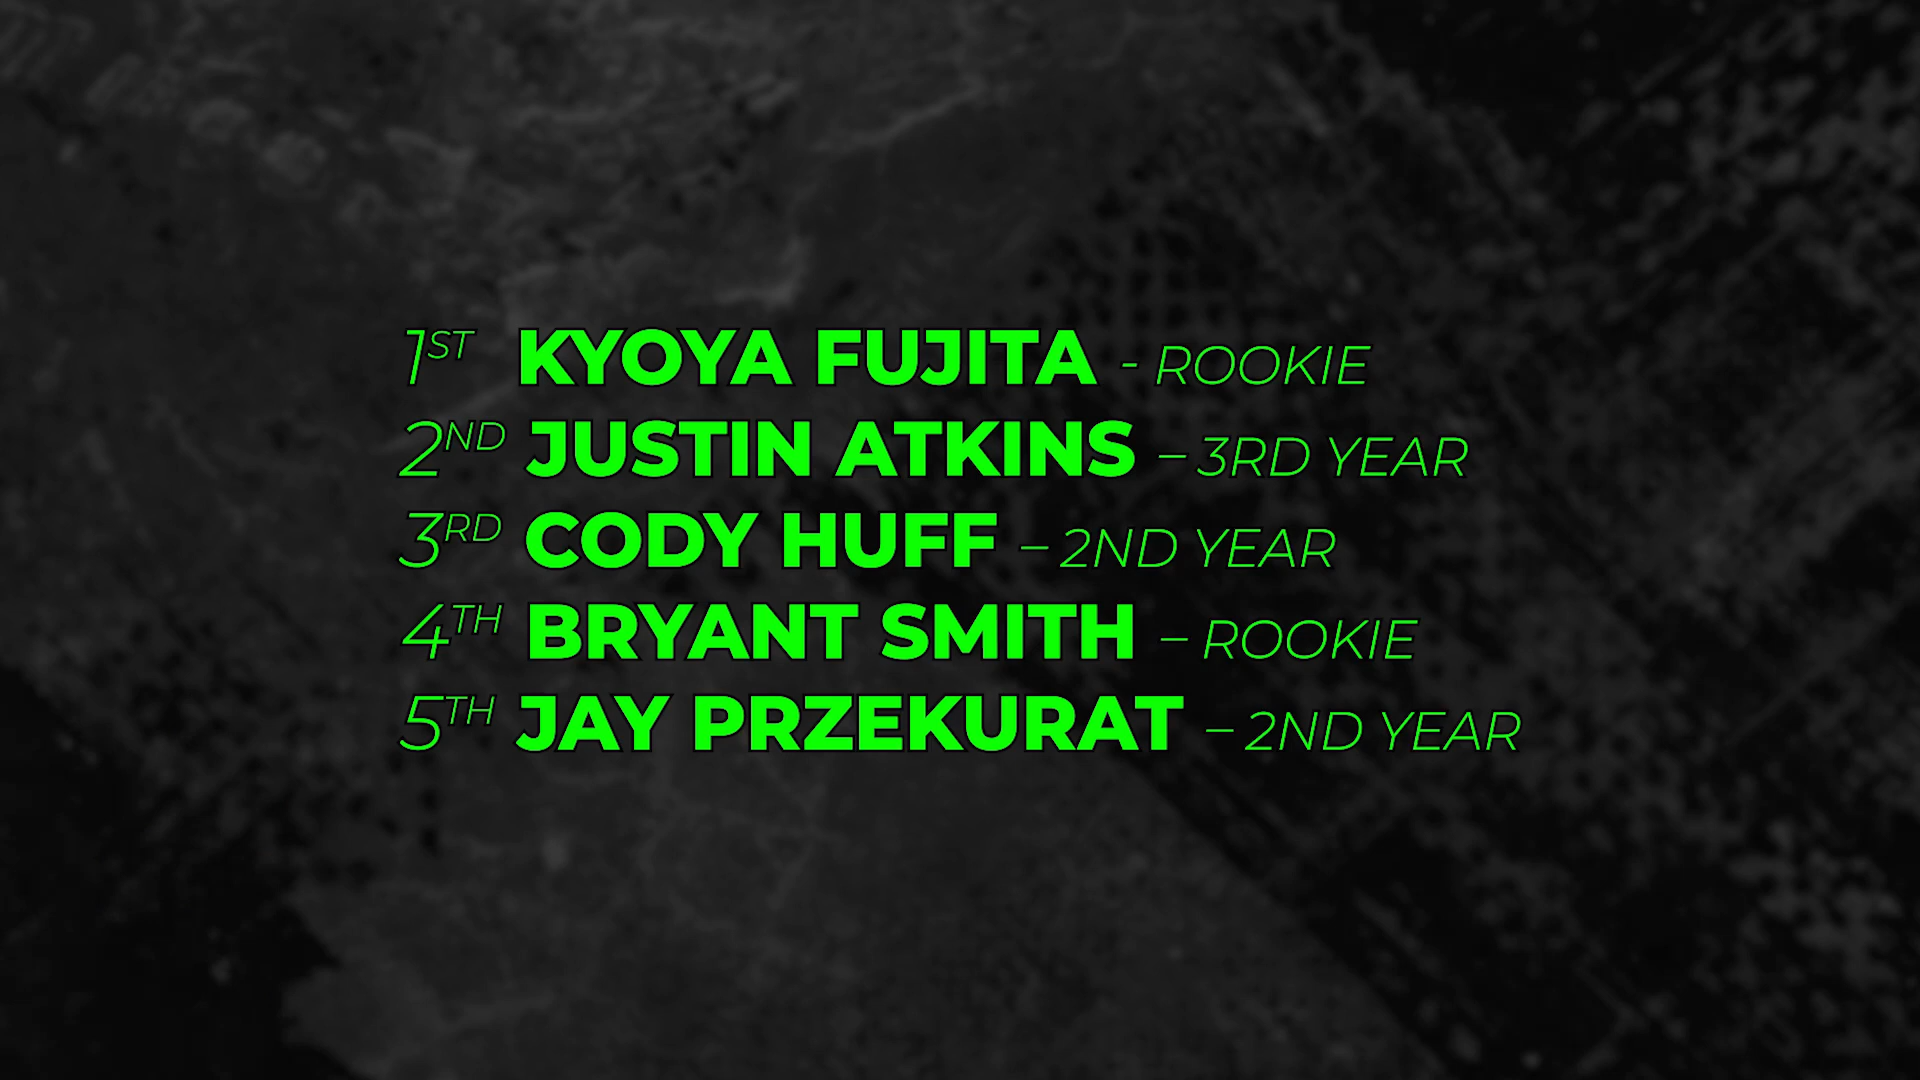 1ST KYOYA FUJITA - ROOKIE
2ND JUSTIN ATKINS – 3RD YEAR
3RD CODY HUFF – 2ND YEAR
4TH BRYANT SMITH – ROOKIE
5TH JAY PRZEKURAT – 2ND YEAR